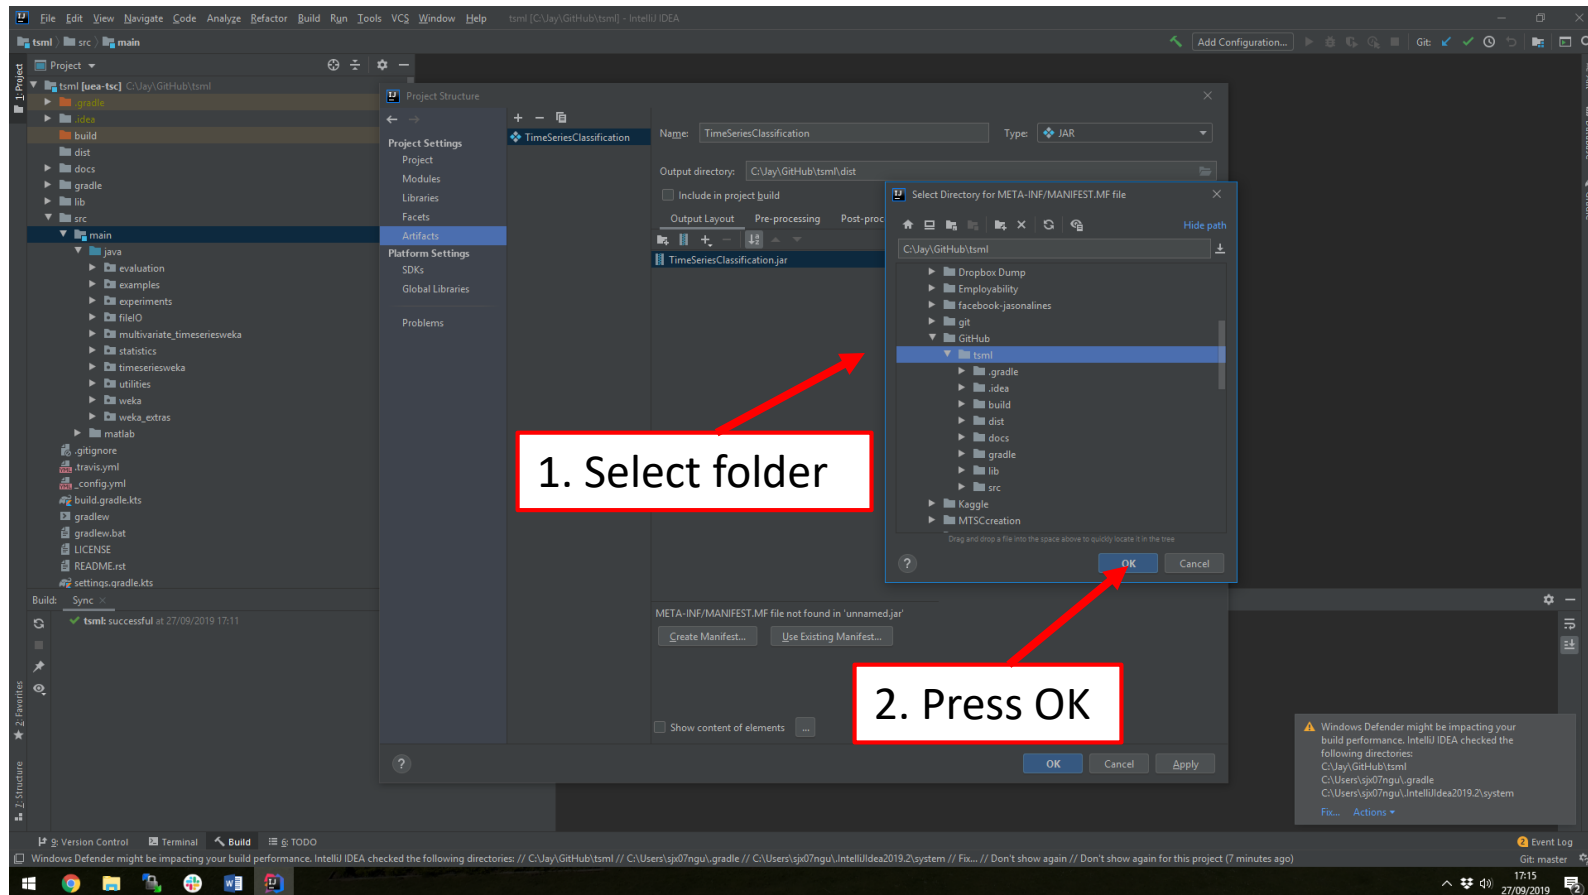 File Edit View Navigate Code Analyze Refactor Build Run Tools VCS Window Help tsml [C:\Jay\GitHub\tsml] - IntelliJ IDEA
tsml src main
Add Configuration... Git:
1: Project
Project
tsml [uea-tsc] C:\Jay\GitHub\tsml
.gradle
.idea
build
dist
docs
gradle
lib
src
main
java
evaluation
examples
experiments
fileIO
multivariate_timeseriesweka
statistics
timeseriesweka
utilities
weka
weka_extras
matlab
.gitignore
.travis.yml
_config.yml
build.gradle.kts
gradlew
gradlew.bat
LICENSE
README.rst
settings.gradle.kts
Project Structure
Project Settings
Project
Modules
Libraries
Facets
Artifacts
Platform Settings
SDKs
Global Libraries
Problems
TimeSeriesClassification
Name: TimeSeriesClassification Type: JAR
Output directory: C:\Jay\GitHub\tsml\dist
Include in project build
Output Layout Pre-processing Post-proc
TimeSeriesClassification.jar
Select Directory for META-INF/MANIFEST.MF file
Hide path
C:\Jay\GitHub\tsml
Dropbox Dump
Employability
facebook-jasonalines
git
GitHub
tsml
.gradle
.idea
build
dist
docs
gradle
lib
src
Kaggle
MTSCcreation
Drag and drop a file into the space above to quickly locate it in the tree
? OK Cancel
1. Select folder
META-INF/MANIFEST.MF file not found in 'unnamed.jar'
Create Manifest... Use Existing Manifest...
2. Press OK
Show content of elements ...
? OK Cancel Apply
Build: Sync
tsml: successful at 27/09/2019 17:11
2: Favorites
7: Structure
Windows Defender might be impacting your
build performance. IntelliJ IDEA checked the
following directories:
C:\Jay\GitHub\tsml
C:\Users\sjx07ngu\.gradle
C:\Users\sjx07ngu\.IntelliJIdea2019.2\system
Fix... Actions
9: Version Control Terminal Build 6: TODO
2 Event Log
Windows Defender might be impacting your build performance. IntelliJ IDEA checked the following directories: // C:\Jay\GitHub\tsml // C:\Users\sjx07ngu\.gradle // C:\Users\sjx07ngu\.IntelliJIdea2019.2\system // Fix... // Don't show again // Don't show again for this project (7 minutes ago)
Git: master
17:15
27/09/2019